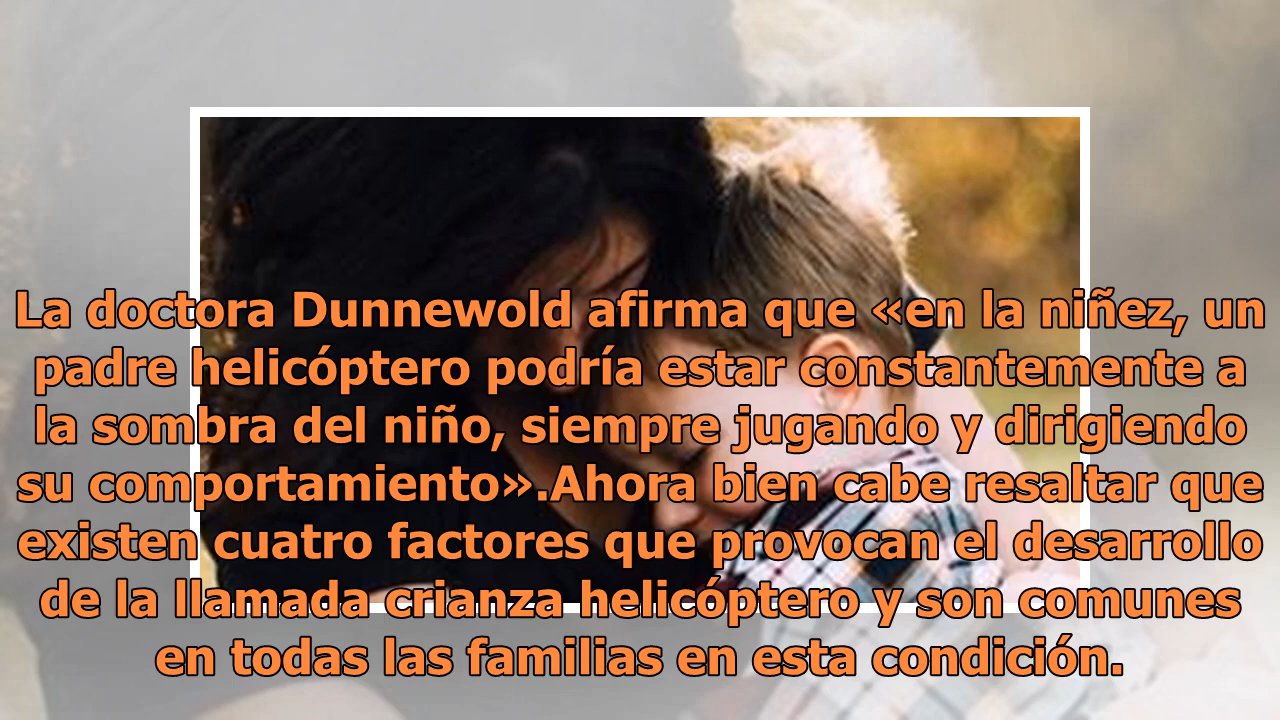 La doctora Dunnewold afirma que «en la niñez, un
padre helicóptero podría estar constantemente a
la sombra del niño, siempre jugando y dirigiendo
su comportamiento».Ahora bien cabe resaltar que
existen cuatro factores que provocan el desarrollo
de la llamada crianza helicóptero y son comunes
en todas las familias en esta condición.